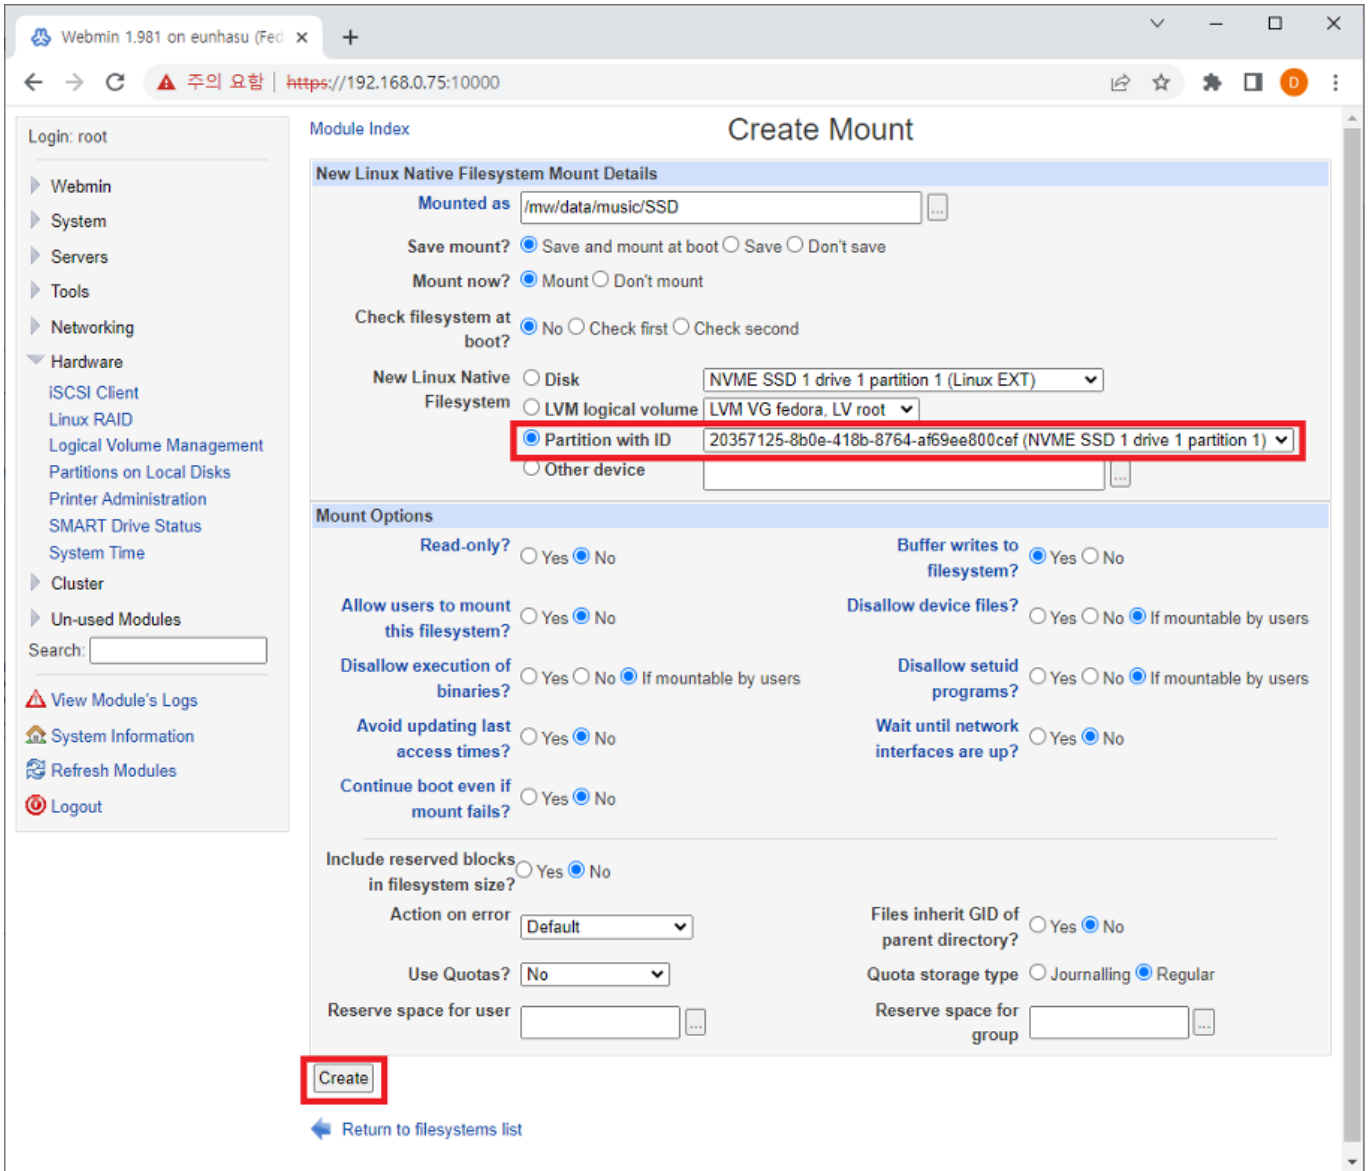 Webmin 1.981 on eunhasu (Fed
주의 요함 https://192.168.0.75:10000
D
Login: root
Webmin
System
Servers
Tools
Networking
Hardware
iSCSI Client
Linux RAID
Logical Volume Management
Partitions on Local Disks
Printer Administration
SMART Drive Status
System Time
Cluster
Un-used Modules
Search:
View Module's Logs
System Information
Refresh Modules
Logout
Module Index
Create Mount
New Linux Native Filesystem Mount Details
Mounted as /mw/data/music/SSD ...
Save mount? Save and mount at boot Save Don't save
Mount now? Mount Don't mount
Check filesystem at
boot? No Check first Check second
New Linux Native
Filesystem
Disk NVME SSD 1 drive 1 partition 1 (Linux EXT)
LVM logical volume LVM VG fedora, LV root
Partition with ID 20357125-8b0e-418b-8764-af69ee800cef (NVME SSD 1 drive 1 partition 1)
Other device ...
Mount Options
Read-only? Yes No
Buffer writes to
filesystem? Yes No
Allow users to mount
this filesystem? Yes No
Disallow device files? Yes No If mountable by users
Disallow execution of
binaries? Yes No If mountable by users
Disallow setuid
programs? Yes No If mountable by users
Avoid updating last
access times? Yes No
Wait until network
interfaces are up? Yes No
Continue boot even if
mount fails? Yes No
Include reserved blocks
in filesystem size? Yes No
Action on error Default
Files inherit GID of
parent directory? Yes No
Use Quotas? No
Quota storage type Journalling Regular
Reserve space for user ...
Reserve space for
group ...
Create
Return to filesystems list